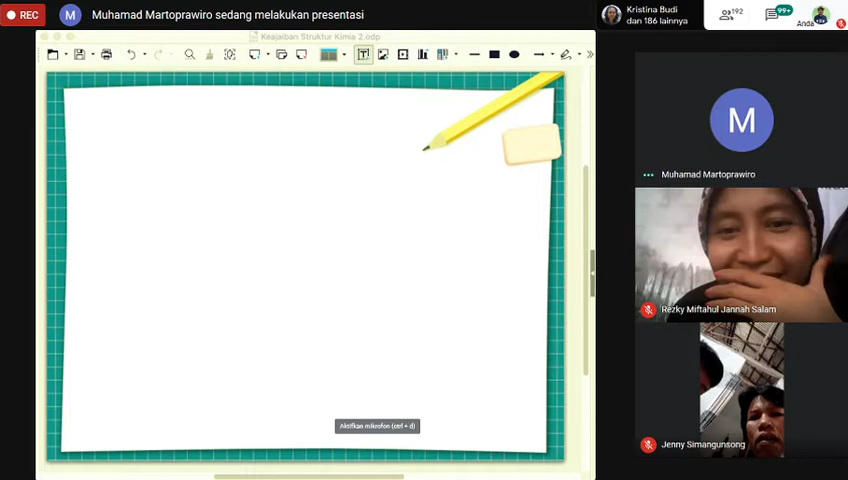 REC
M
Muhamad Martoprawiro sedang melakukan presentasi
Kristina Budi
dan 186 lainnya
192
99+
Anda
Keajaiban Struktur Kimia 2.odp
M
Muhamad Martoprawiro
Rezky Miftahul Jannah Salam
Aktifkan mikrofon (ctrl + d)
Jenny Simangunsong